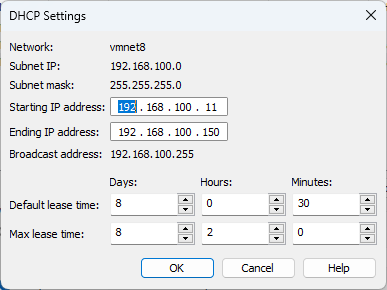 DHCP Settings
Network: vmnet8
Subnet IP: 192.168.100.0
Subnet mask: 255.255.255.0
Starting IP address: 192 . 168 . 100 . 11
Ending IP address: 192 . 168 . 100 . 150
Broadcast address: 192.168.100.255
Days: Hours: Minutes:
Default lease time: 8 0 30
Max lease time: 8 2 0
OK Cancel Help